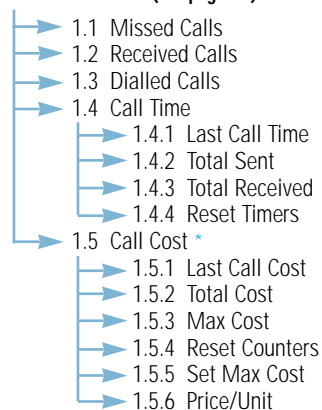 1.1 Missed Calls
1.2 Received Calls
1.3 Dialled Calls
1.4 Call Time
1.4.1 Last Call Time
1.4.2 Total Sent
1.4.3 Total Received
1.4.4 Reset Timers
1.5 Call Cost *
1.5.1 Last Call Cost
1.5.2 Total Cost
1.5.3 Max Cost
1.5.4 Reset Counters
1.5.5 Set Max Cost
1.5.6 Price/Unit